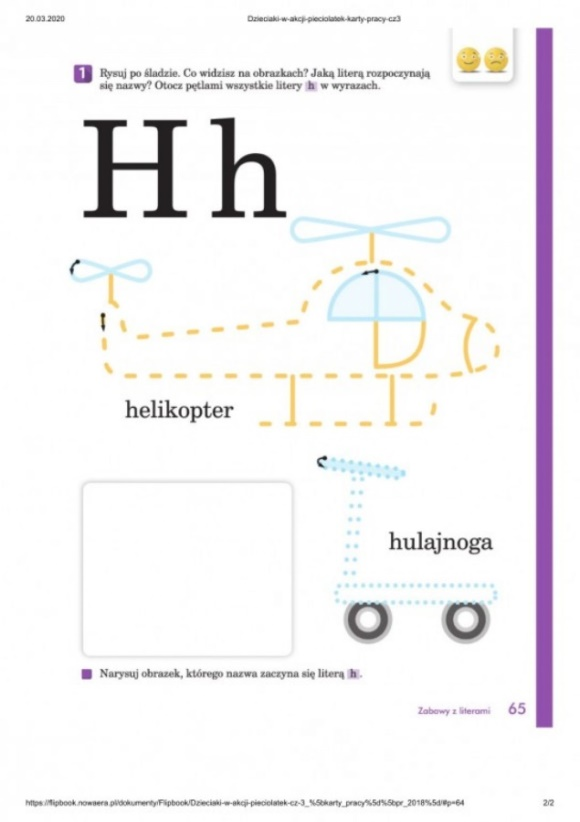 20.03.2020 Dzieciaki-w-akcji-pieciolatek-karty-pracy-cz3
1 Rysuj po śladzie. Co widzisz na obrazkach? Jaką literą rozpoczynają
się nazwy? Otocz pętlami wszystkie litery h w wyrazach.
H h
helikopter
hulajnoga
Narysuj obrazek, którego nazwa zaczyna się literą h.
Zabawy z literami 65
https://flipbook.nowaera.pl/dokumenty/Flipbook/Dzieciaki-w-akcji-pieciolatek-cz-3_%5bkarty_pracy%5d%5bpr_2018%5d/#p=64 2/2